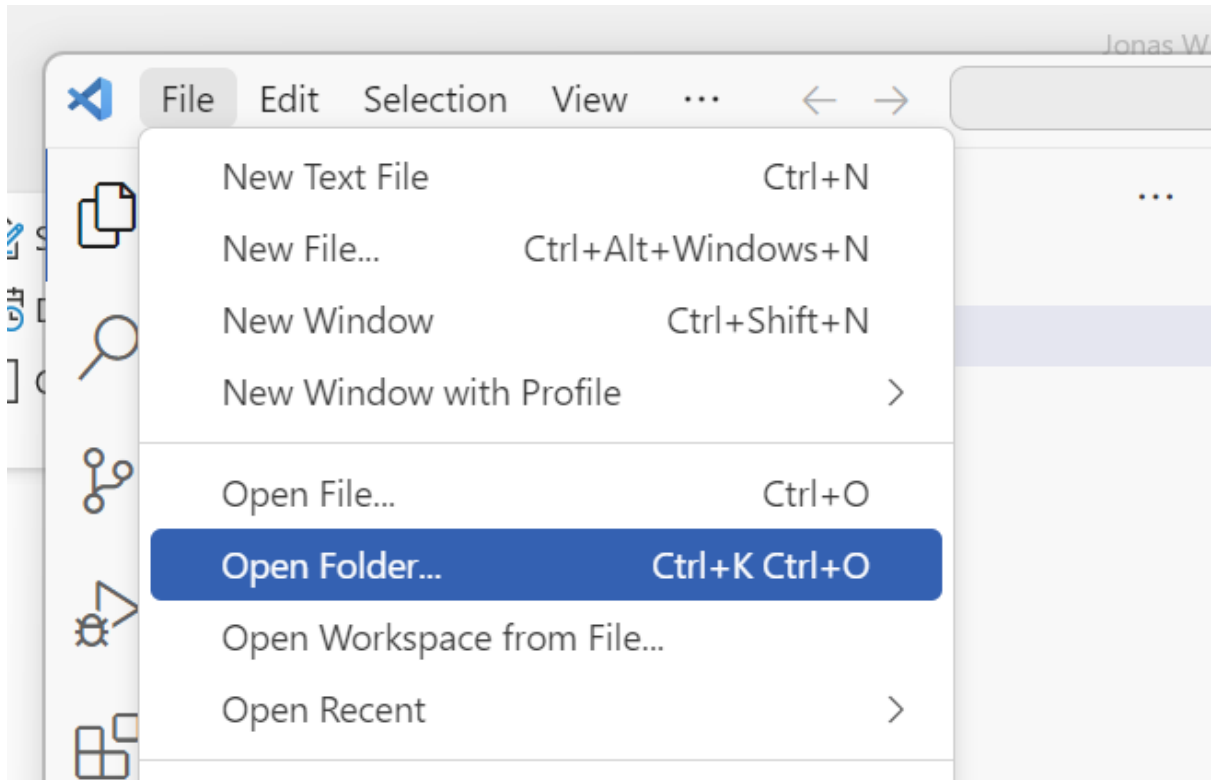 Jonas W
File Edit Selection View ...
New Text File Ctrl+N
New File... Ctrl+Alt+Windows+N
...
New Window Ctrl+Shift+N
New Window with Profile
Open File... Ctrl+O
Open Folder... Ctrl+K Ctrl+O
Open Workspace from File...
Open Recent